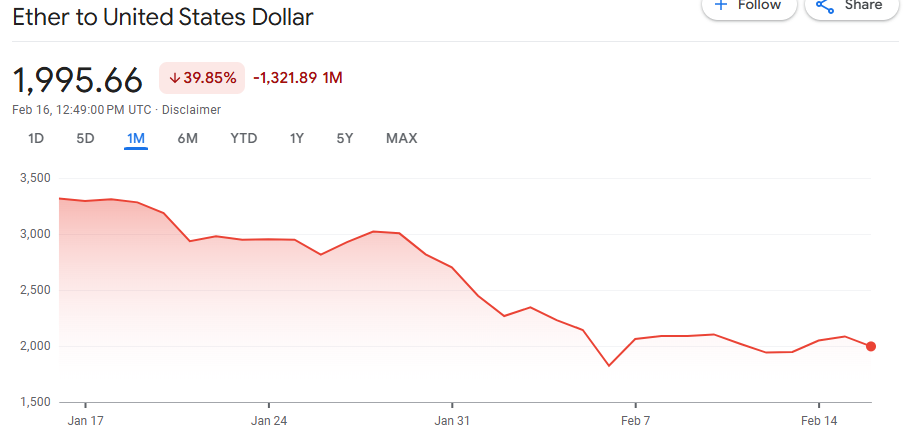 Ether to United States Dollar
+ Follow
Share
1,995.66 ↓39.85% -1,321.89 1M
Feb 16, 12:49:00 PM UTC · Disclaimer
1D 5D 1M 6M YTD 1Y 5Y MAX
3,500
3,000
2,500
2,000
1,500
Jan 17 Jan 24 Jan 31 Feb 7 Feb 14